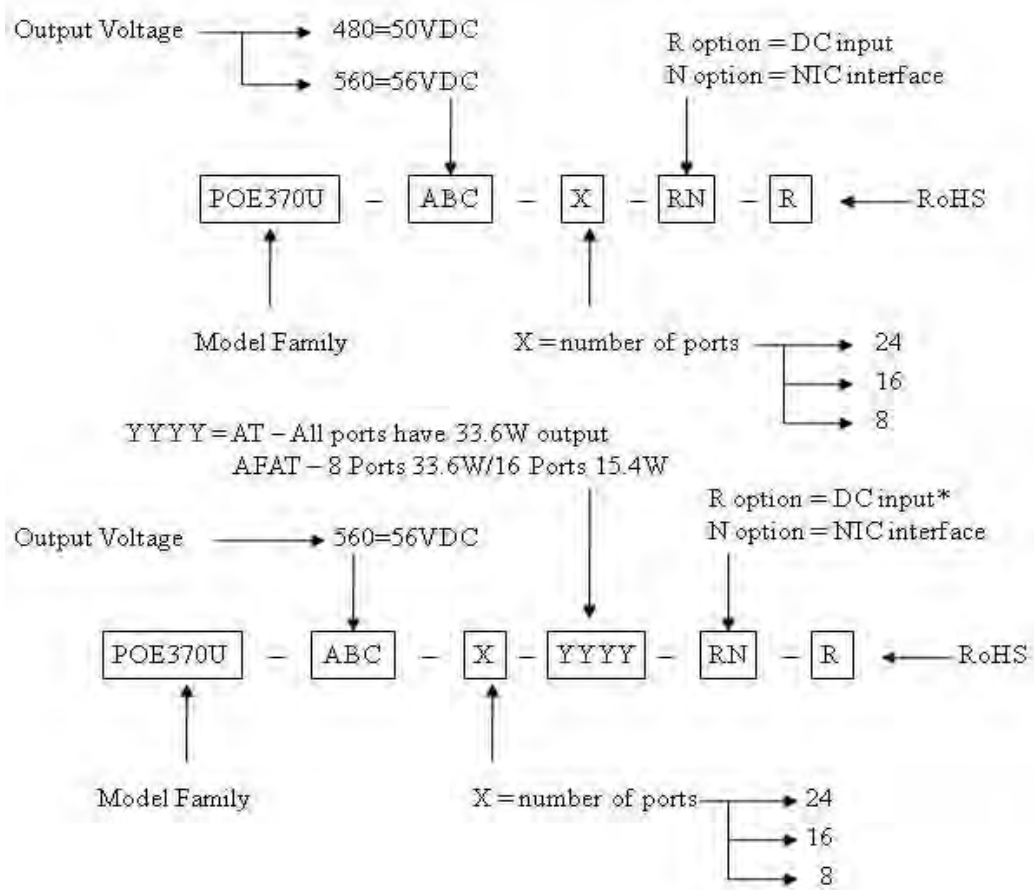 Output Voltage 480=50VDC
560=56VDC
R option = DC input
N option = NIC interface
POE370U - ABC - X - RN - R RoHS
Model Family
X = number of ports 24
16
8
YYYY = AT – All ports have 33.6W output
AFAT – 8 Ports 33.6W/16 Ports 15.4W
R option = DC input*
N option = NIC interface
Output Voltage 560=56VDC
POE370U - ABC - X - YYYY - RN - R RoHS
Model Family
X = number of ports 24
16
8